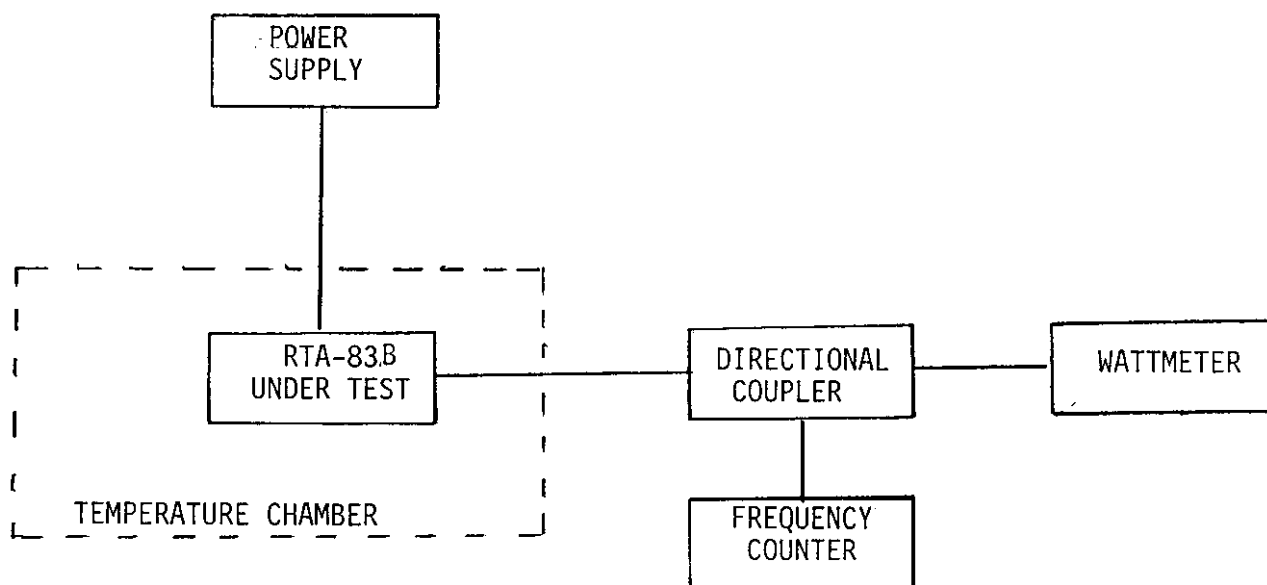 POWER
SUPPLY
RTA-83B
UNDER TEST
DIRECTIONAL
COUPLER
WATTMETER
TEMPERATURE CHAMBER
FREQUENCY
COUNTER